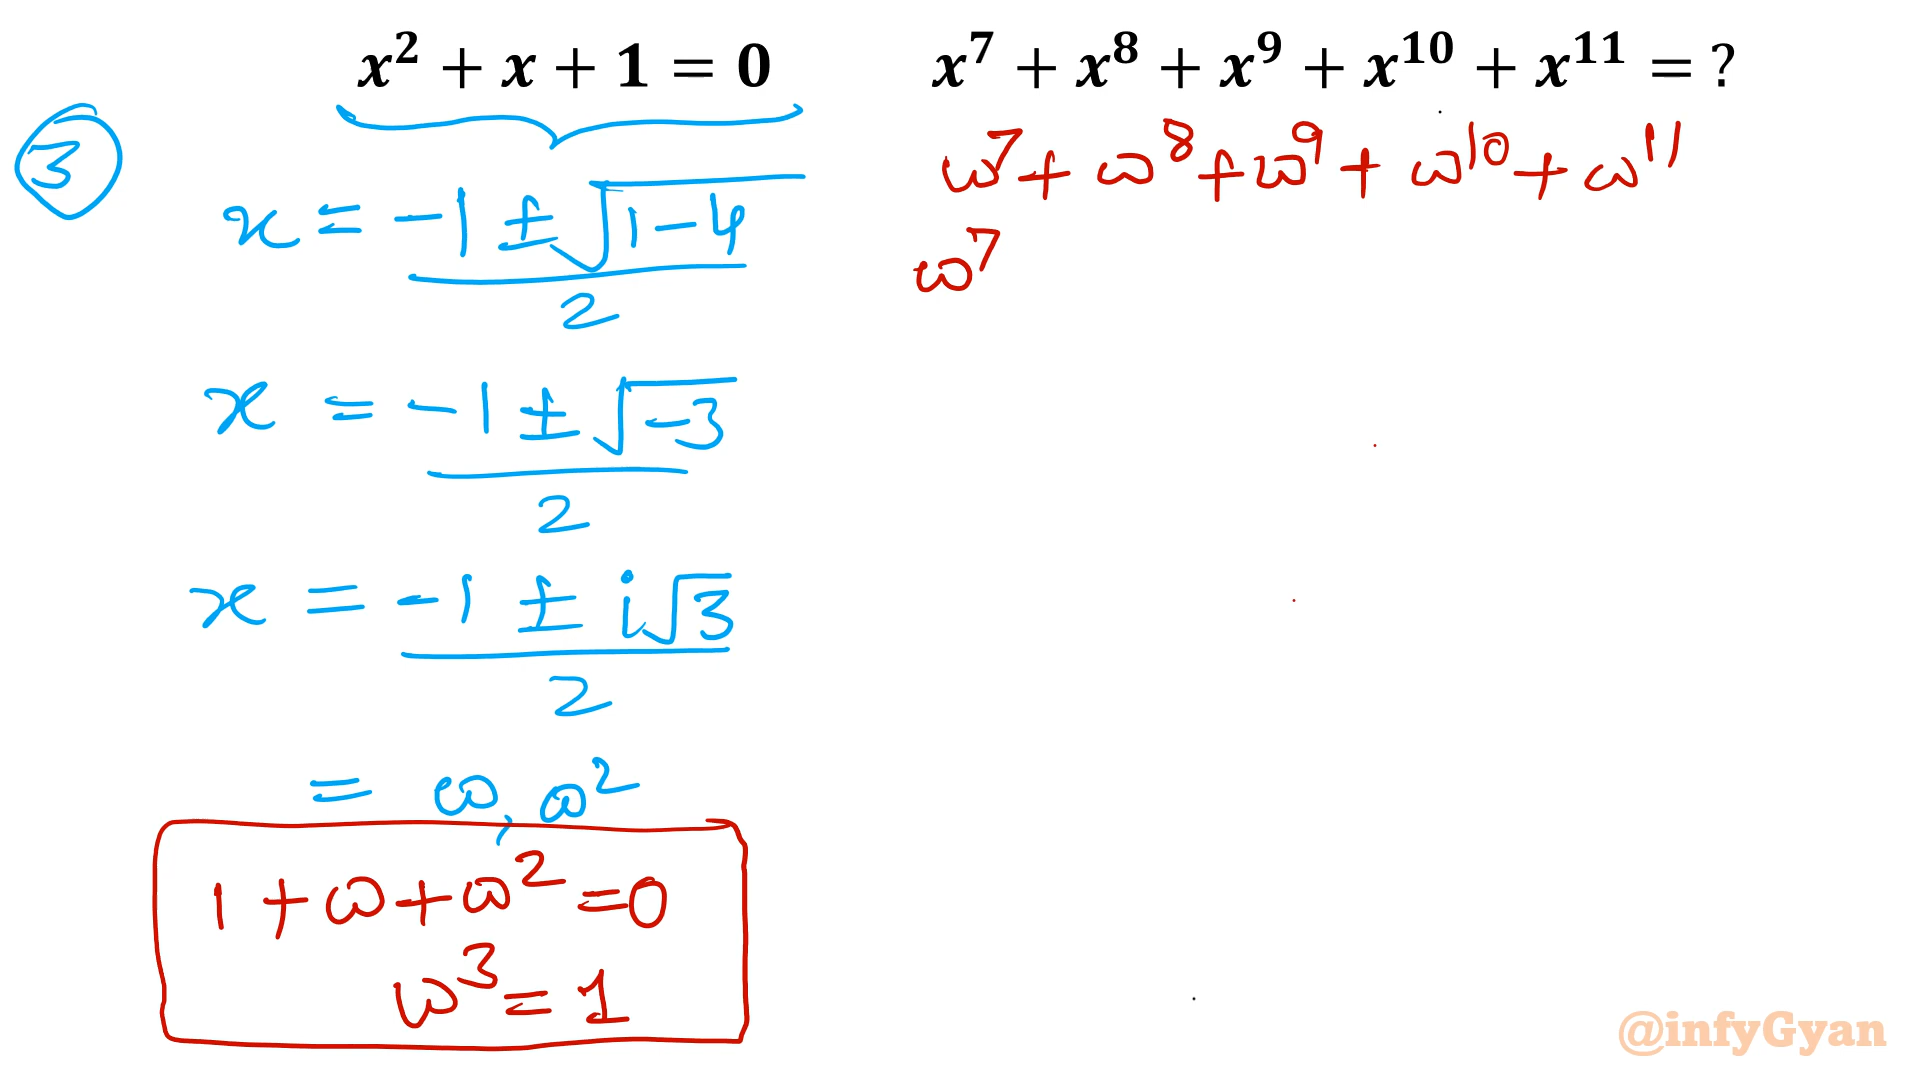 x² + x + 1 = 0
x⁷ + x⁸ + x⁹ + x¹⁰ + x¹¹ = ?
③
x = (-1 ± √(1-4))/2
x = (-1 ± √-3)/2
x = (-1 ± i√3)/2
= ω, ω²
1 + ω + ω² = 0
ω³ = 1
ω⁷ + ω⁸ + ω⁹ + ω¹⁰ + ω¹¹
ω⁷
@infyGyan